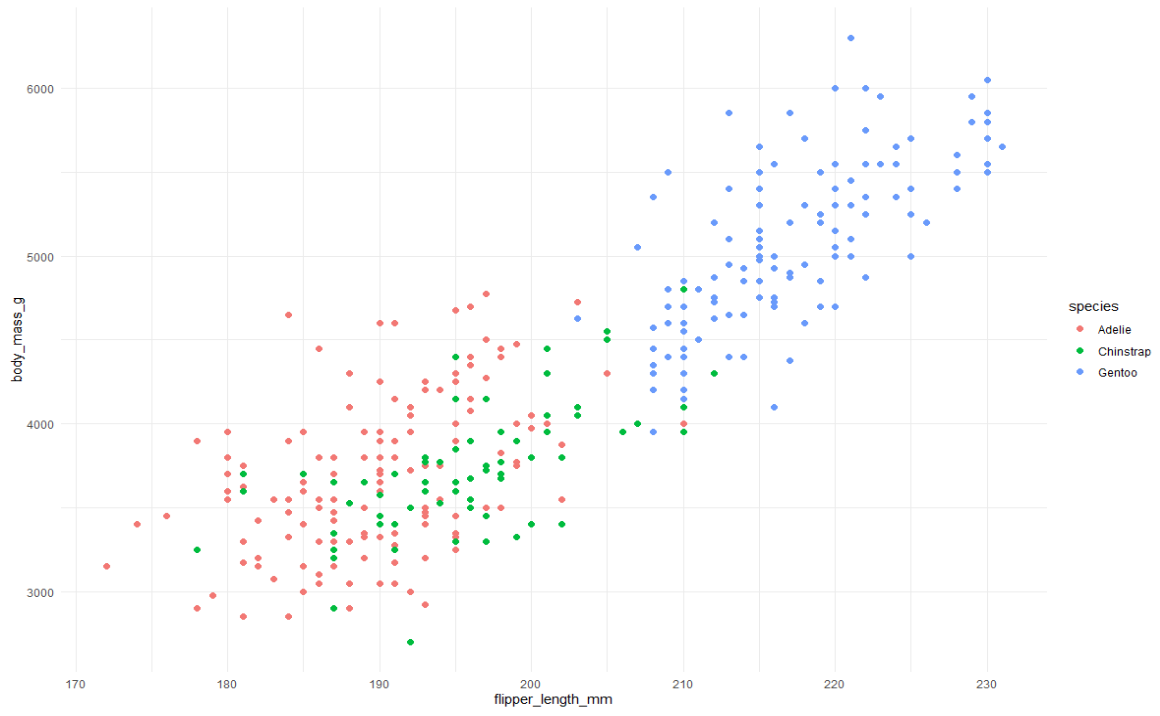 6000
5000
4000
3000
body_mass_g
170 180 190 200 210 220 230
flipper_length_mm
species
Adelie
Chinstrap
Gentoo